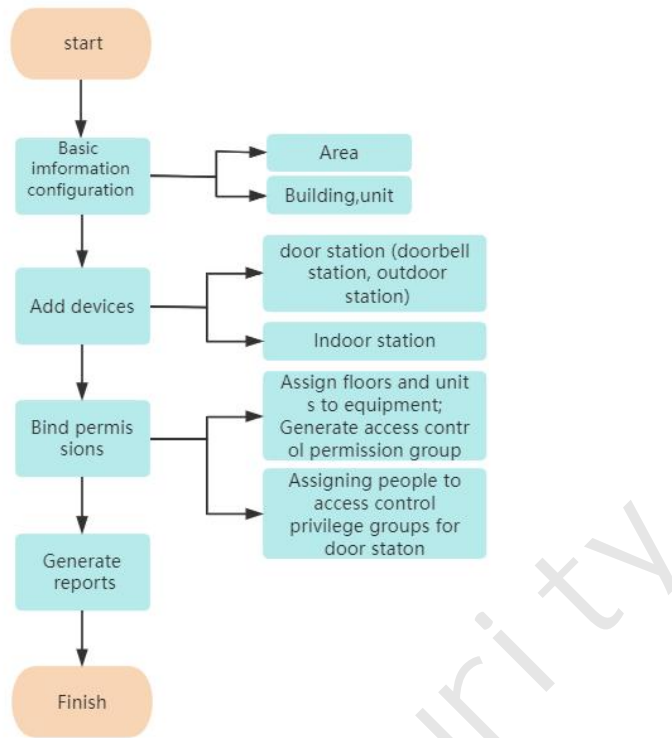 start
Basic
imformation
configuration
Area
Building,unit
Add devices
door station (doorbell
station, outdoor
station)
Indoor station
Bind permis
sions
Assign floors and unit
s to equipment;
Generate access contr
ol permission group
Assigning people to
access control
privilege groups for
door staton
Generate
reports
Finish
urity